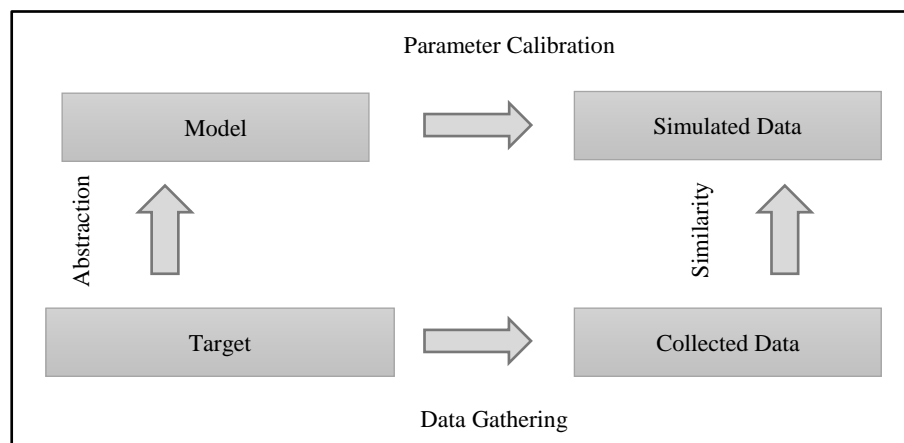 Parameter Calibration
Model
Simulated Data
Abstraction
Similarity
Target
Collected Data
Data Gathering